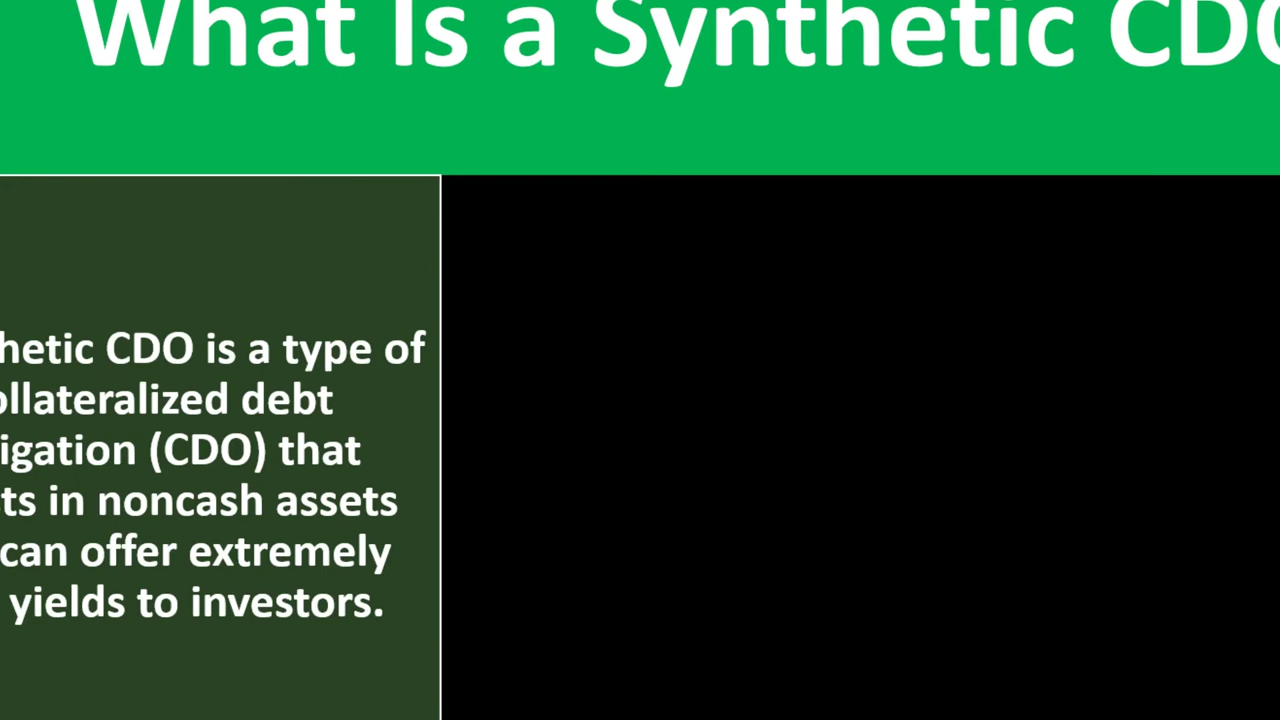 What Is a Synthetic CDO
hetic CDO is a type of
ollateralized debt
igation (CDO) that
ts in noncash assets
can offer extremely
yields to investors.